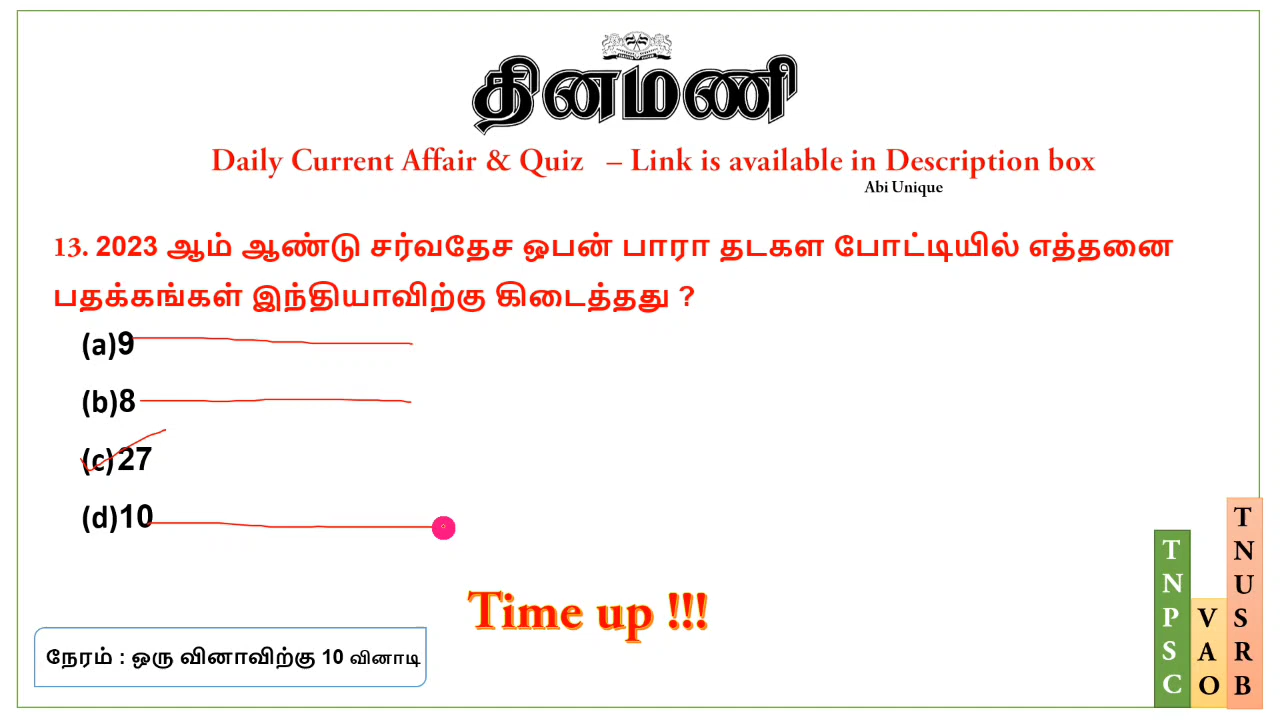 தினமணி
Daily Current Affair & Quiz – Link is available in Description box
Abi Unique
13. 2023 ஆம் ஆண்டு சர்வதேச ஒபன் பாரா தடகள போட்டியில் எத்தனை
பதக்கங்கள் இந்தியாவிற்கு கிடைத்தது ?
(a)9
(b)8
(c)27
(d)10
Time up !!!
நேரம் : ஒரு வினாவிற்கு 10 வினாடி
TNPSC
VAO
TNUSRB